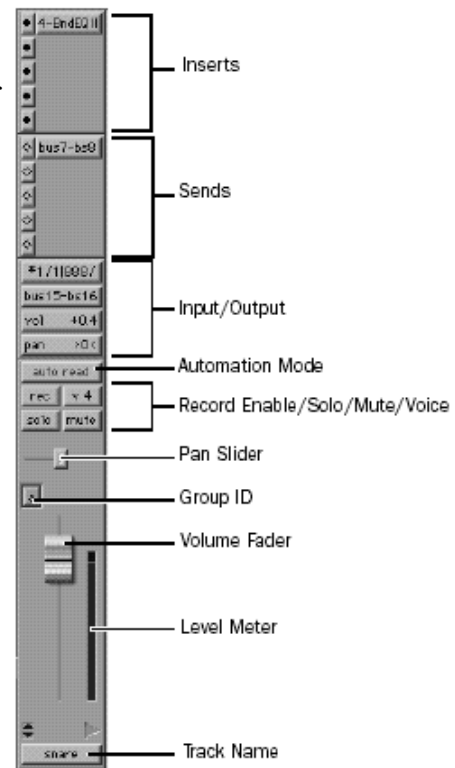 4-BndEQ II
Inserts
bus7-bs8
Sends
bus15-bs16
Input/Output
vol +0.4
pan >0<
auto read
Automation Mode
rec v 4
Record Enable/Solo/Mute/Voice
solo mute
Pan Slider
a
Group ID
Volume Fader
Level Meter
snare
Track Name